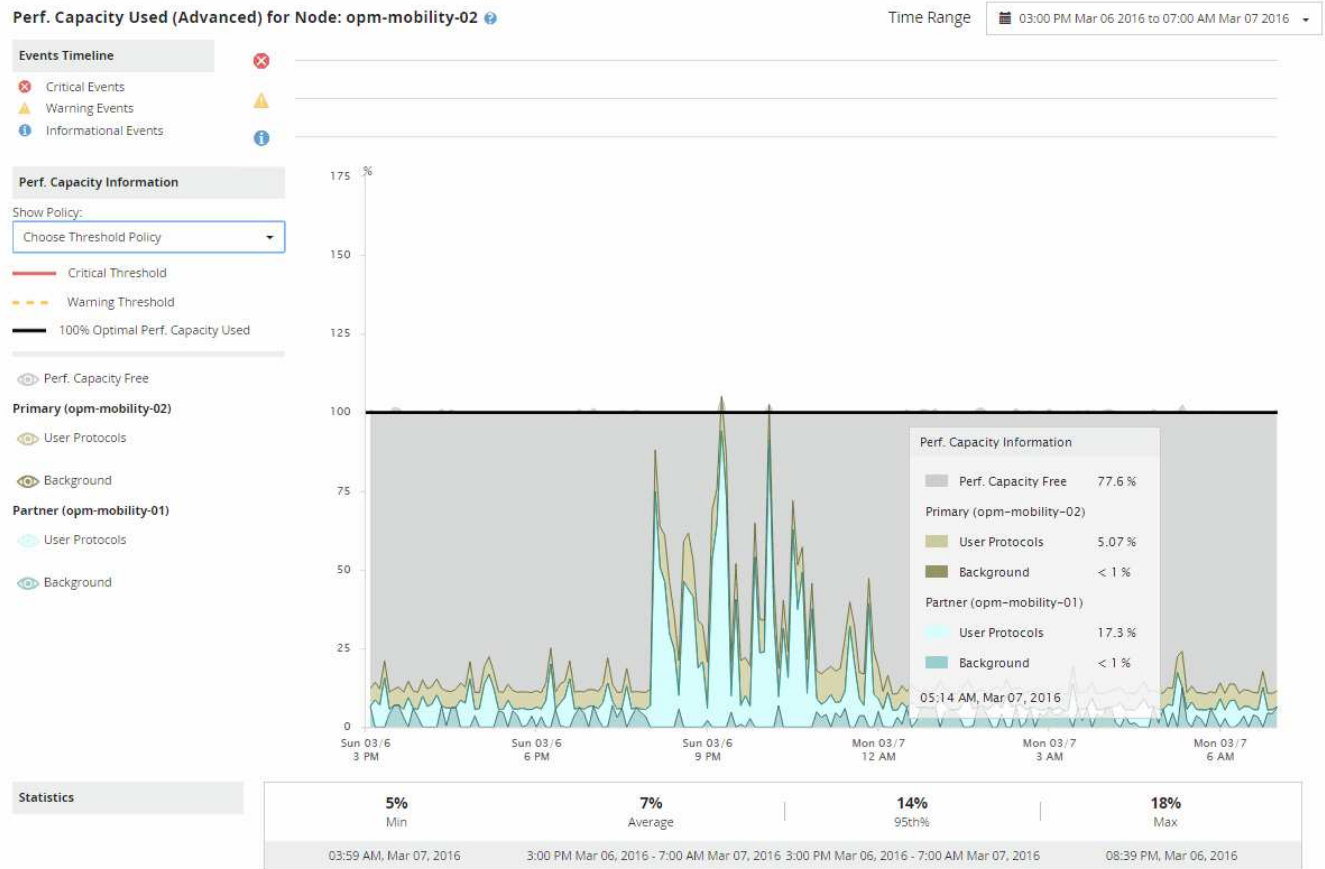 Perf. Capacity Used (Advanced) for Node: opm-mobility-02 ?
Time Range 03:00 PM Mar 06 2016 to 07:00 AM Mar 07 2016
Events Timeline
Critical Events
Warning Events
Informational Events
Perf. Capacity Information
Show Policy:
Choose Threshold Policy
Critical Threshold
Warning Threshold
100% Optimal Perf. Capacity Used
Perf. Capacity Free
Primary (opm-mobility-02)
User Protocols
Background
Partner (opm-mobility-01)
User Protocols
Background
%
175
150
125
100
75
50
25
0
Sun 03/6 Sun 03/6 Sun 03/6 Mon 03/7 Mon 03/7 Mon 03/7
3 PM 6 PM 9 PM 12 AM 3 AM 6 AM
Perf. Capacity Information
Perf. Capacity Free 77.6 %
Primary (opm-mobility-02)
User Protocols 5.07 %
Background < 1 %
Partner (opm-mobility-01)
User Protocols 17.3 %
Background < 1 %
05:14 AM, Mar 07, 2016
Statistics
5% 7% 14% 18%
Min Average 95th% Max
03:59 AM, Mar 07, 2016 3:00 PM Mar 06, 2016 - 7:00 AM Mar 07, 2016 3:00 PM Mar 06, 2016 - 7:00 AM Mar 07, 2016 08:39 PM, Mar 06, 2016